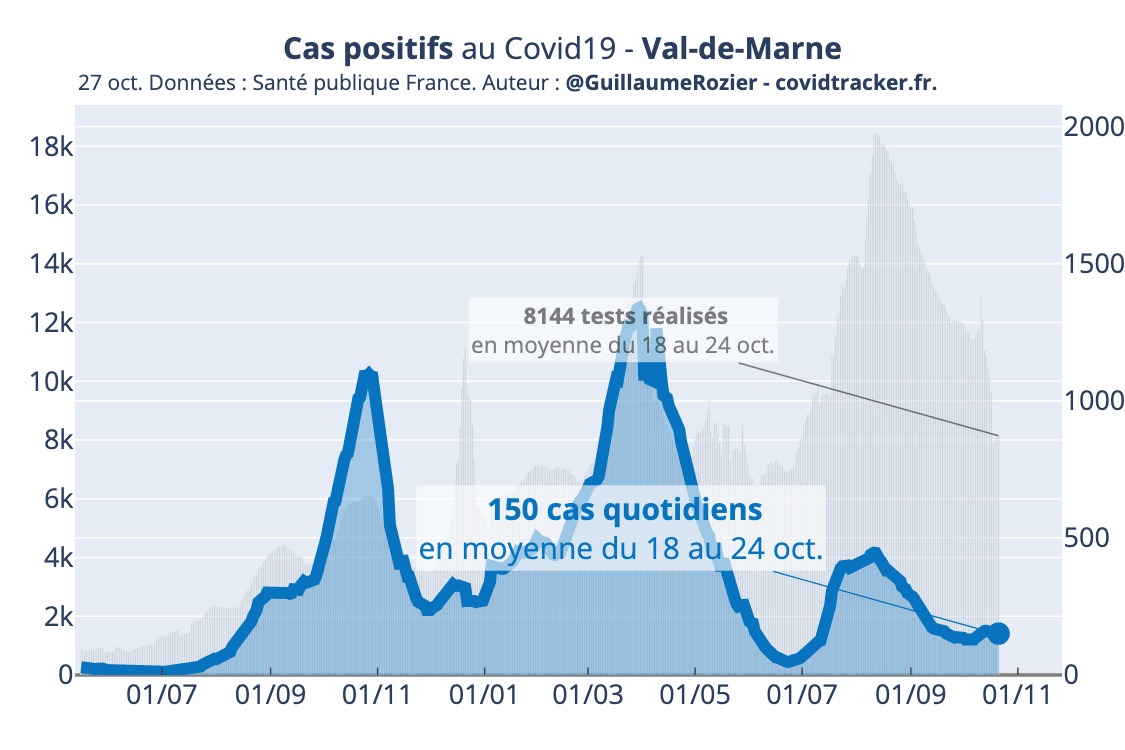 Cas positifs au Covid19 - Val-de-Marne
27 oct. Données : Santé publique France. Auteur : @GuillaumeRozier - covidtracker.fr.
2000
18k
16k
14k
1500
12k
8144 tests réalisés
en moyenne du 18 au 24 oct.
10k
1000
8k
6k
150 cas quotidiens
en moyenne du 18 au 24 oct.
500
4k
2k
0
0
01/07 01/09 01/11 01/01 01/03 01/05 01/07 01/09 01/11